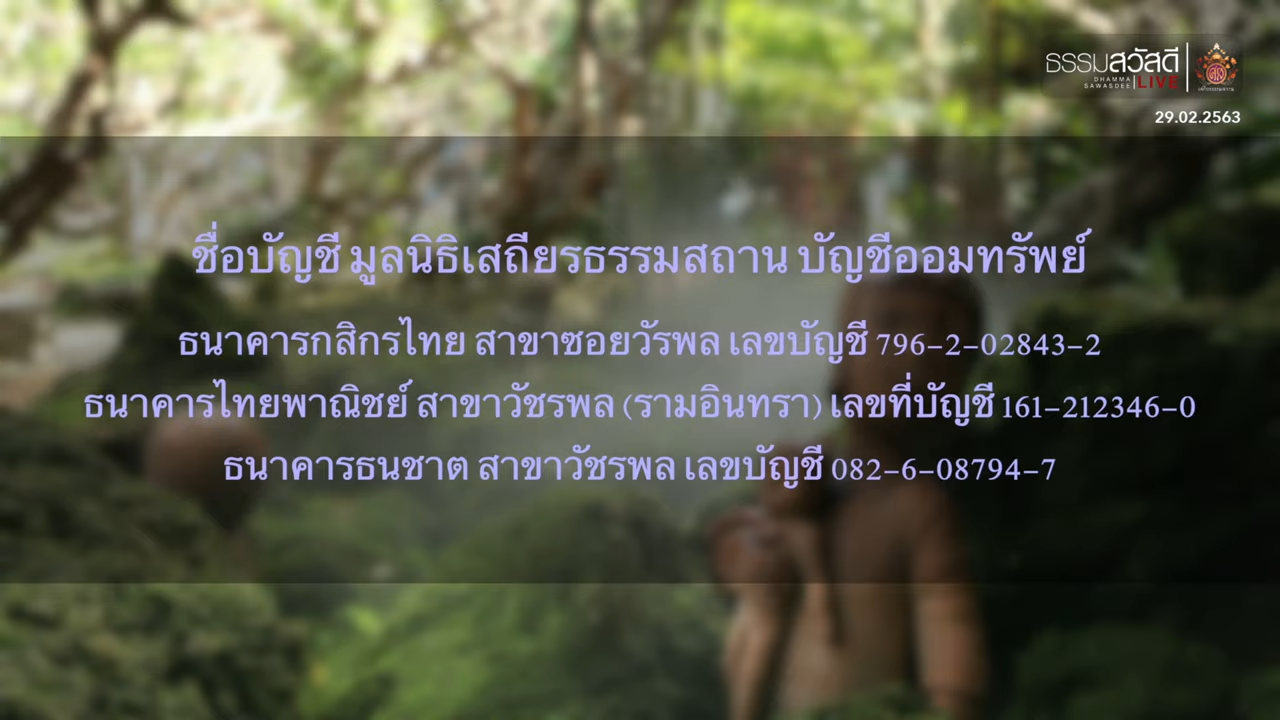 ธรรมสวัสดี
DHAMMA
SAWASDEE LIVE
29.02.2563
ชื่อบัญชี มูลนิธิเสถียรธรรมสถาน บัญชีออมทรัพย์
ธนาคารกสิกรไทย สาขาซอยวัรพล เลขบัญชี 796-2-02843-2
ธนาคารไทยพาณิชย์ สาขาวัชรพล (รามอินทรา) เลขที่บัญชี 161-212346-0
ธนาคารธนชาต สาขาวัชรพล เลขบัญชี 082-6-08794-7